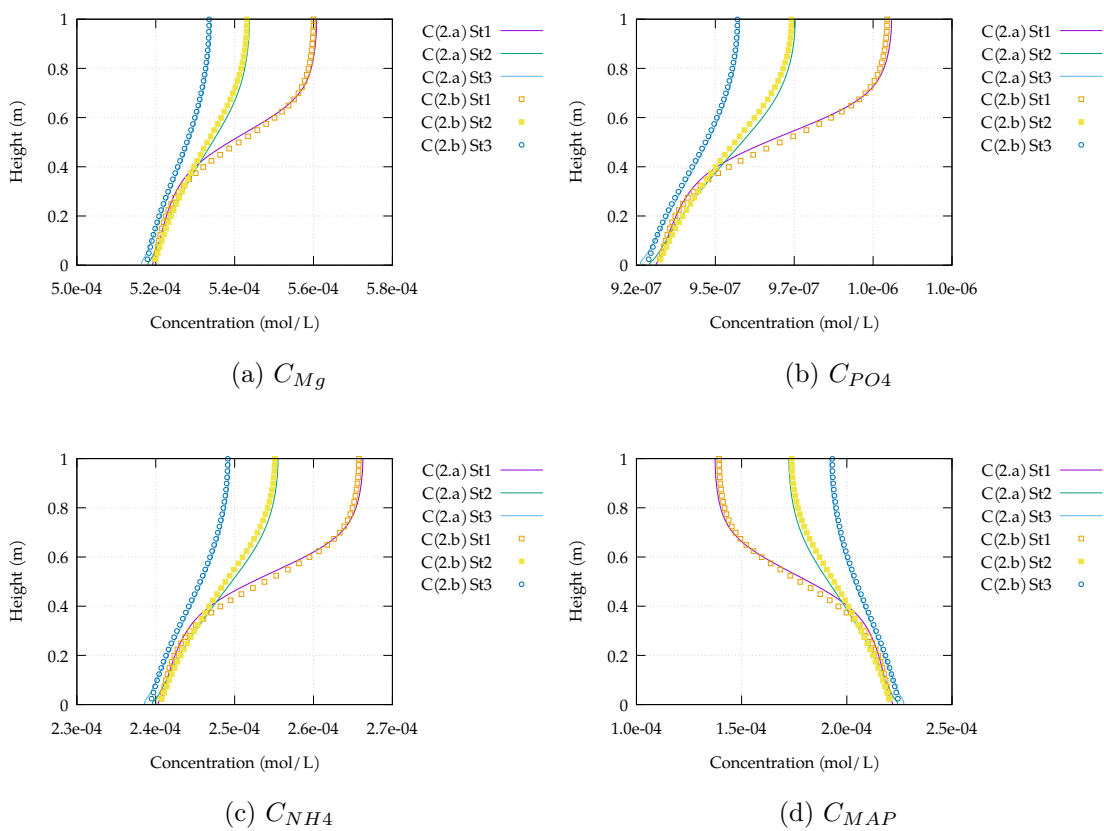 1
0.8
0.6
0.4
0.2
0
Height (m)
5.0e-04 5.2e-04 5.4e-04 5.6e-04 5.8e-04
Concentration (mol/L)
C(2.a) St1
C(2.a) St2
C(2.a) St3
C(2.b) St1
C(2.b) St2
C(2.b) St3
(a) C_{Mg}
1
0.8
0.6
0.4
0.2
0
Height (m)
9.2e-07 9.5e-07 9.7e-07 1.0e-06 1.0e-06
Concentration (mol/L)
C(2.a) St1
C(2.a) St2
C(2.a) St3
C(2.b) St1
C(2.b) St2
C(2.b) St3
(b) C_{PO4}
1
0.8
0.6
0.4
0.2
0
Height (m)
2.3e-04 2.4e-04 2.5e-04 2.6e-04 2.7e-04
Concentration (mol/L)
C(2.a) St1
C(2.a) St2
C(2.a) St3
C(2.b) St1
C(2.b) St2
C(2.b) St3
(c) C_{NH4}
1
0.8
0.6
0.4
0.2
0
Height (m)
1.0e-04 1.5e-04 2.0e-04 2.5e-04
Concentration (mol/L)
C(2.a) St1
C(2.a) St2
C(2.a) St3
C(2.b) St1
C(2.b) St2
C(2.b) St3
(d) C_{MAP}